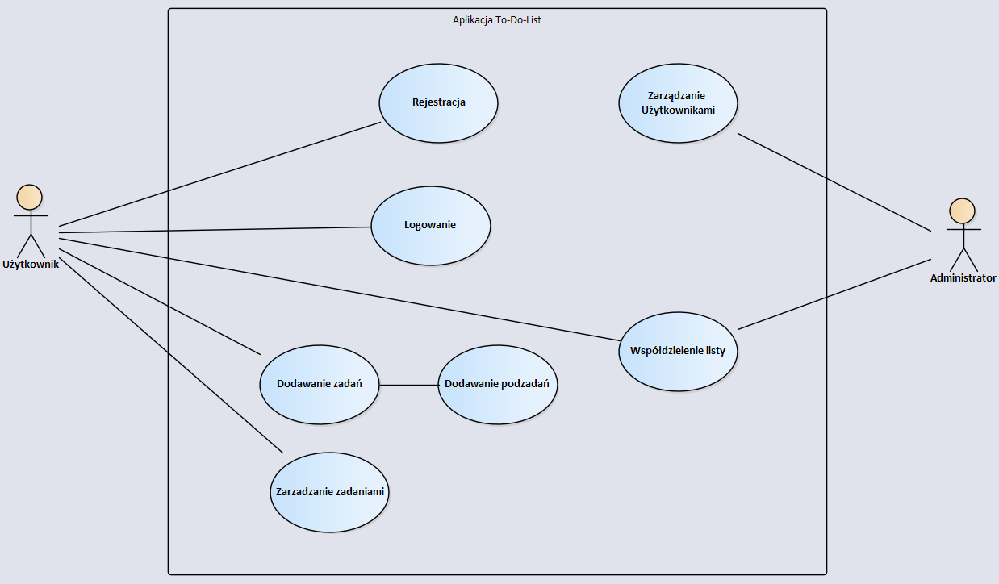 Aplikacja To-Do-List
Rejestracja
Zarządzanie
Użytkownikami
Logowanie
Użytkownik
Administrator
Współdzielenie listy
Dodawanie zadań
Dodawanie podzadań
Zarzadzanie zadaniami